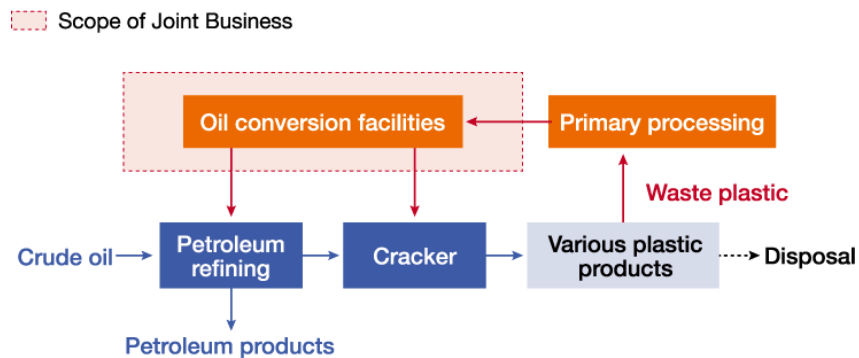 Scope of Joint Business
Oil conversion facilities
Primary processing
Waste plastic
Crude oil
Petroleum
refining
Cracker
Various plastic
products
Disposal
Petroleum products